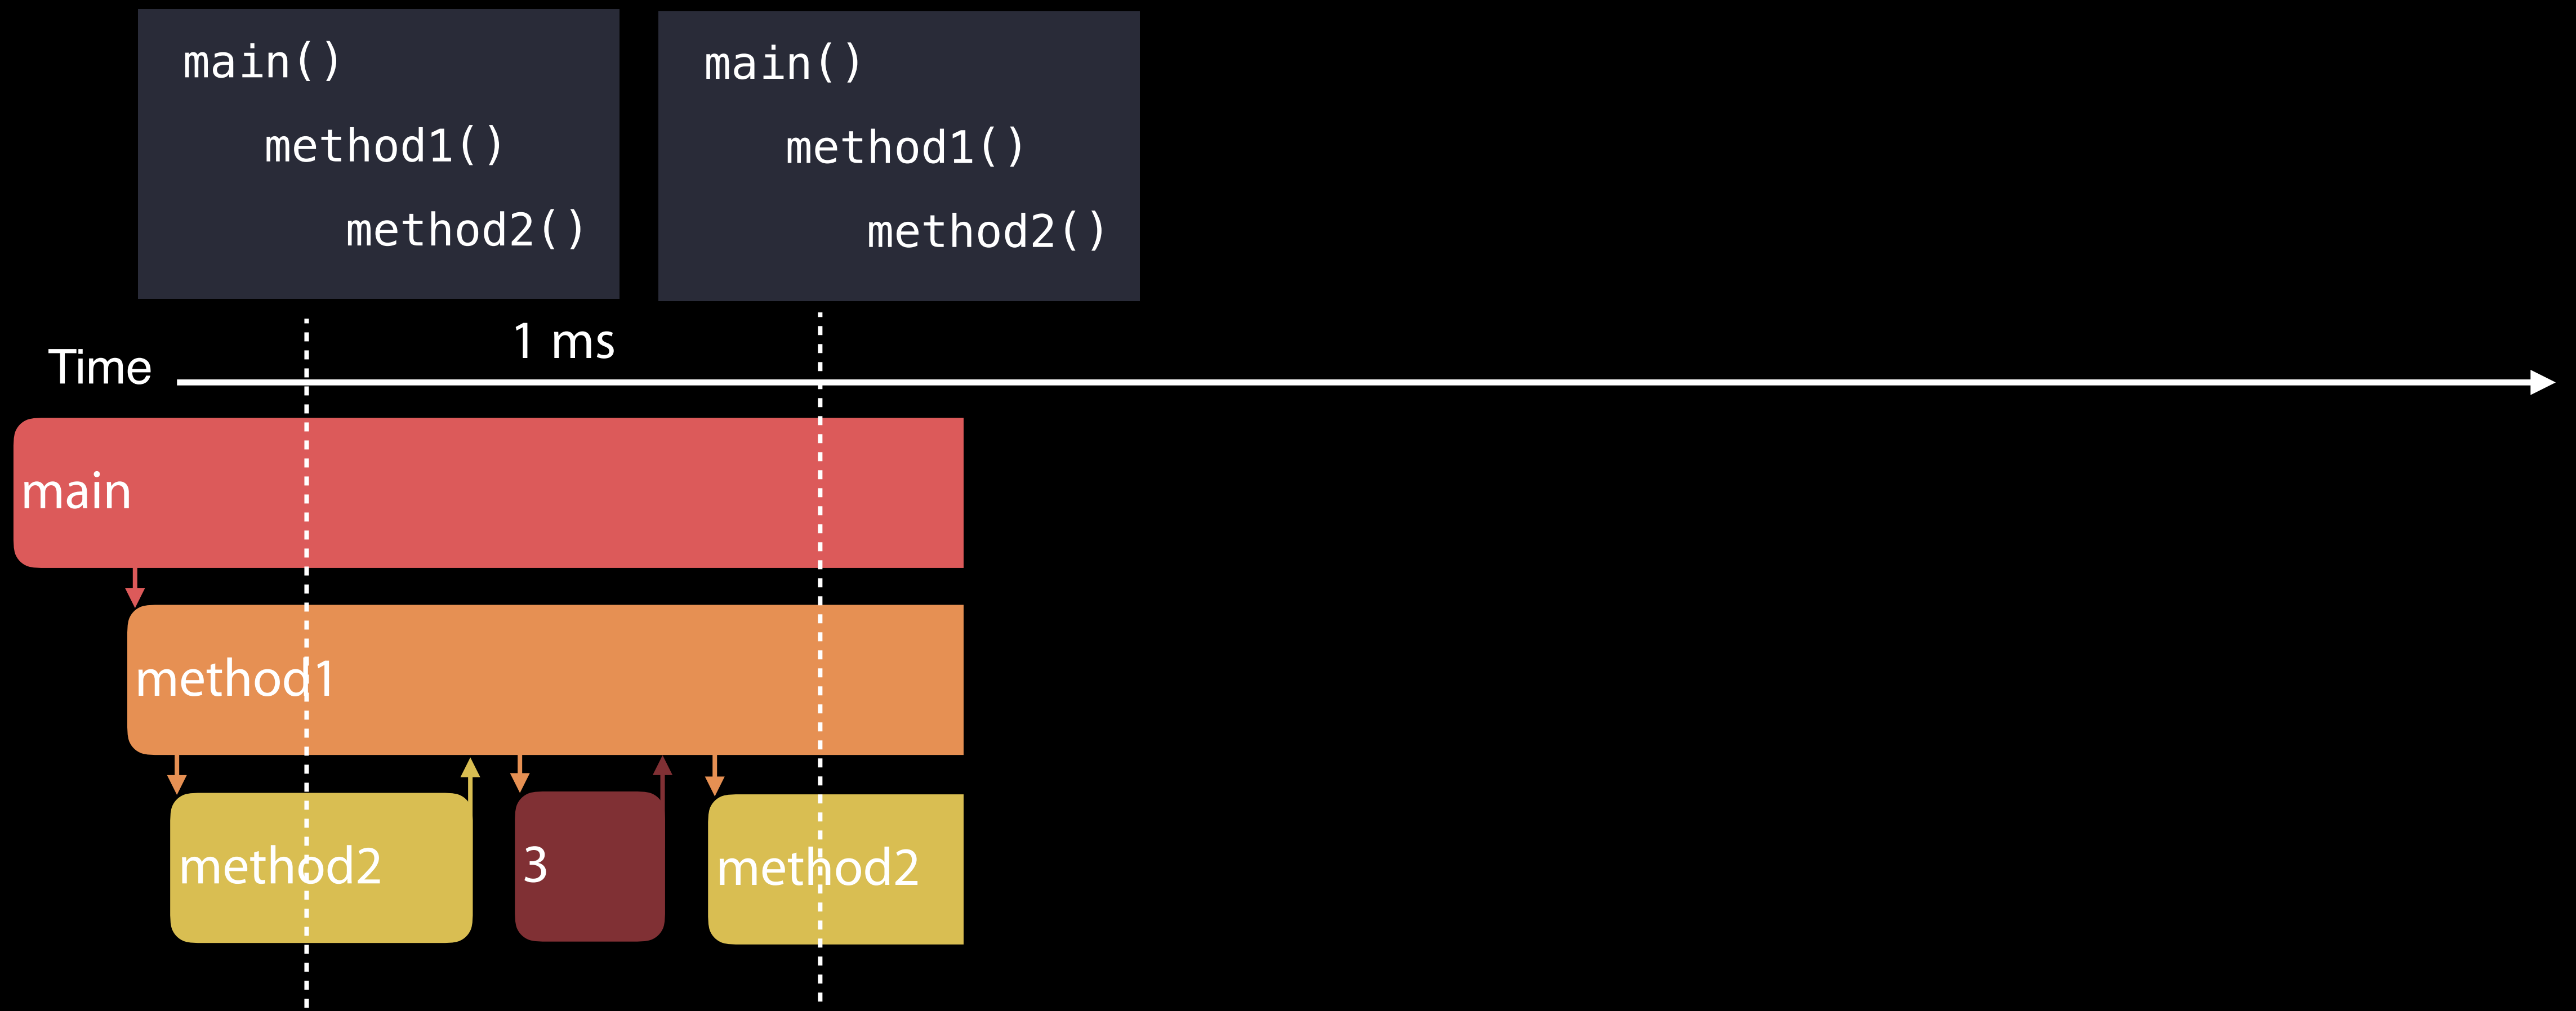 main()
method1()
method2()
main()
method1()
method2()
1 ms
Time
main
method1
method2
3
method2